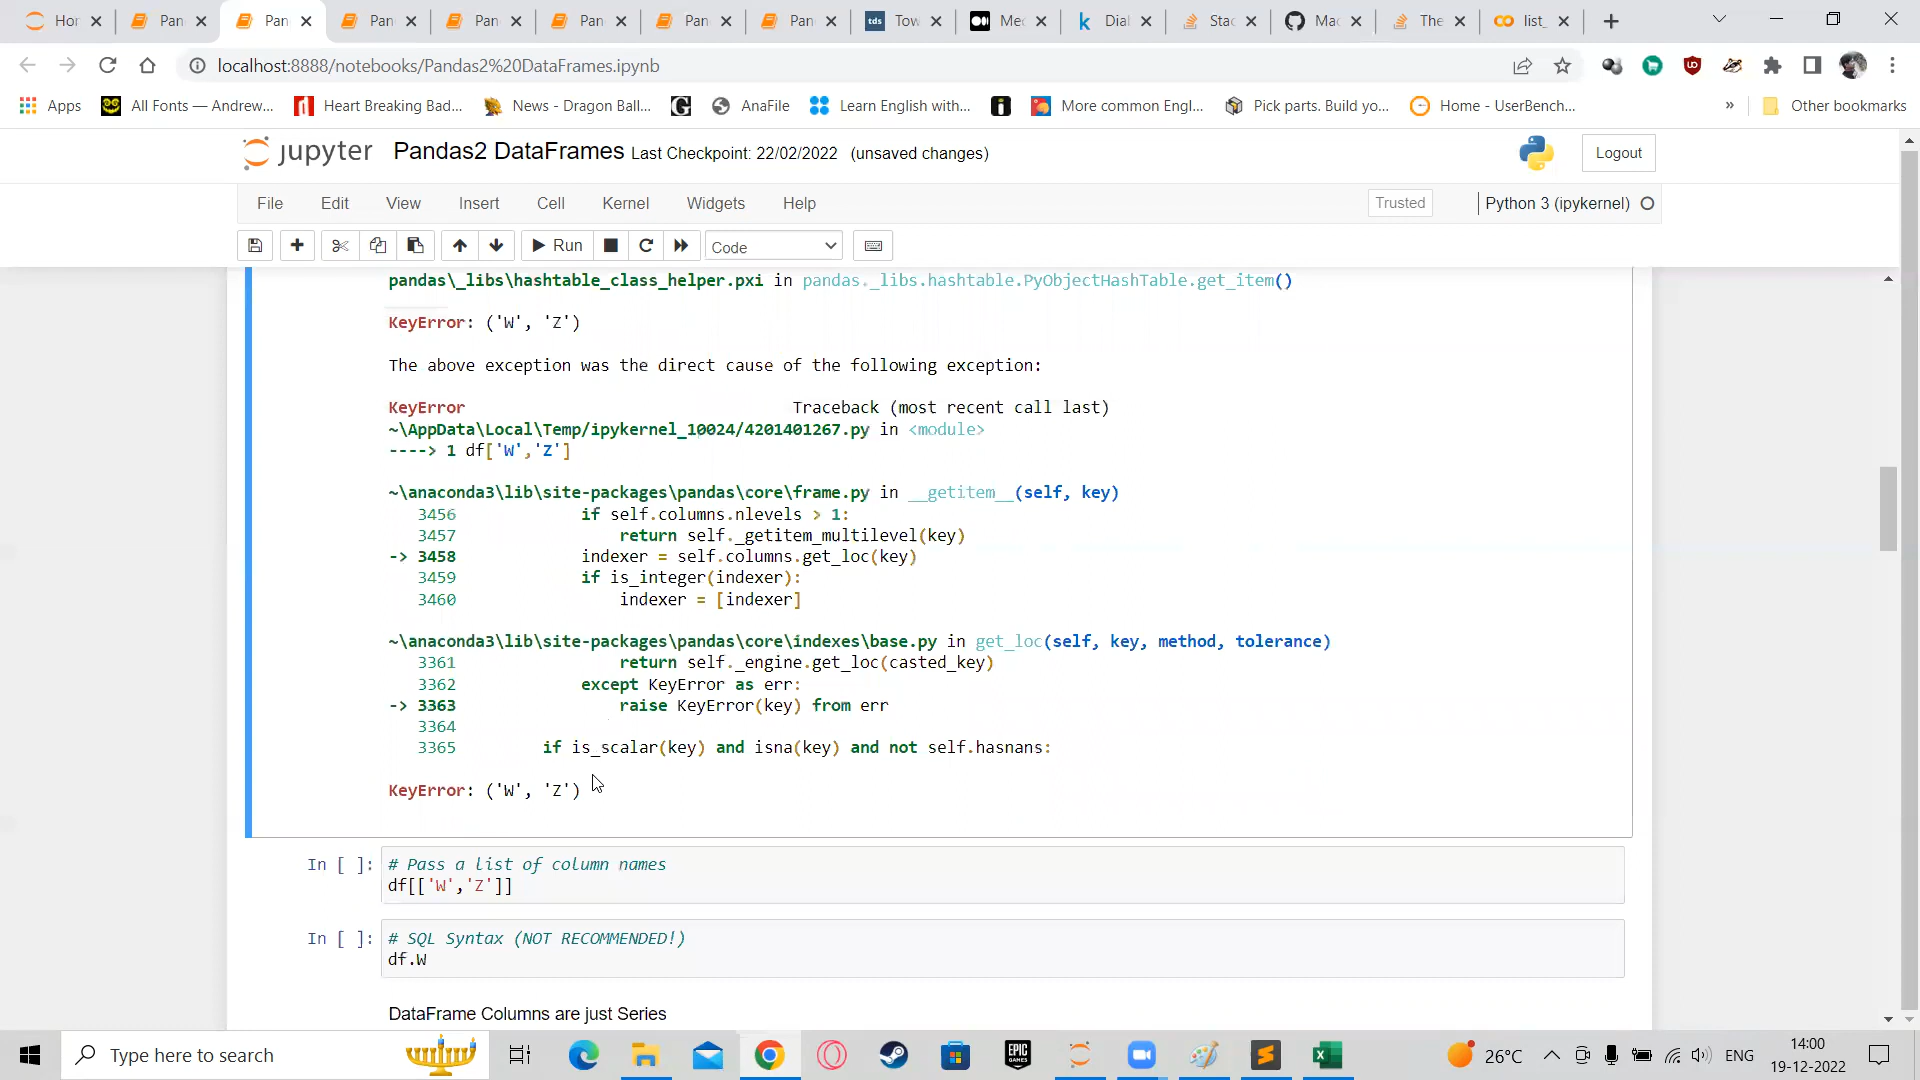 Hor
Pan
Pan
Pan
Pan
Pan
Pan
Pan
tds Tow
Med
k Dial
Stac
Mac
The
list_
localhost:8888/notebooks/Pandas2%20DataFrames.ipynb
Apps
All Fonts — Andrew...
Heart Breaking Bad...
News - Dragon Ball...
G
AnaFile
Learn English with...
More common Engl...
Pick parts. Build yo...
Home - UserBench...
»
Other bookmarks
jupyter Pandas2 DataFrames Last Checkpoint: 22/02/2022 (unsaved changes)
Logout
File Edit View Insert Cell Kernel Widgets Help
Trusted
Python 3 (ipykernel)
Run
Code
pandas\_libs\hashtable_class_helper.pxi in pandas._libs.hashtable.PyObjectHashTable.get_item()
KeyError: ('W', 'Z')
The above exception was the direct cause of the following exception:
KeyError Traceback (most recent call last)
~\AppData\Local\Temp/ipykernel_10024/4201401267.py in <module>
----> 1 df['W','Z']
~\anaconda3\lib\site-packages\pandas\core\frame.py in __getitem__(self, key)
3456 if self.columns.nlevels > 1:
3457 return self._getitem_multilevel(key)
-> 3458 indexer = self.columns.get_loc(key)
3459 if is_integer(indexer):
3460 indexer = [indexer]
~\anaconda3\lib\site-packages\pandas\core\indexes\base.py in get_loc(self, key, method, tolerance)
3361 return self._engine.get_loc(casted_key)
3362 except KeyError as err:
-> 3363 raise KeyError(key) from err
3364
3365 if is_scalar(key) and isna(key) and not self.hasnans:
KeyError: ('W', 'Z')
In [ ]: # Pass a list of column names
df[['W','Z']]
In [ ]: # SQL Syntax (NOT RECOMMENDED!)
df.W
DataFrame Columns are just Series
Type here to search
EPIC GAMES
26°C
ENG
14:00
19-12-2022